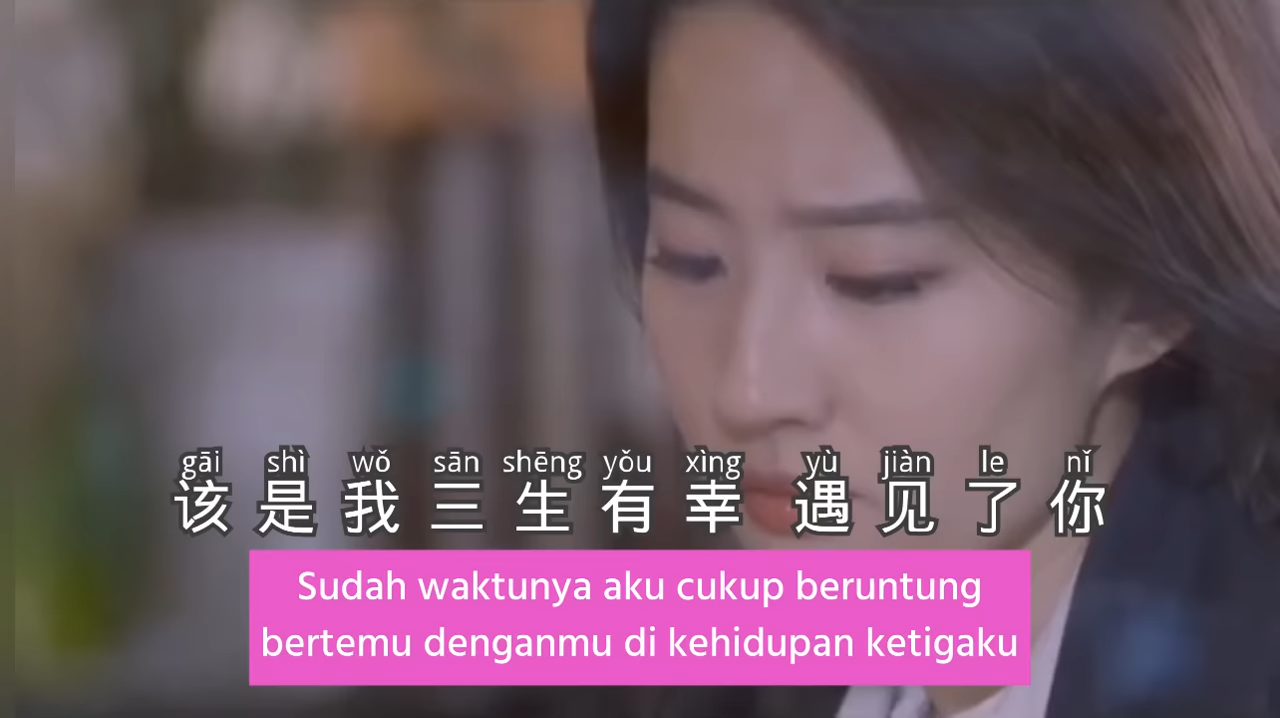 gāi shì wǒ sān shēng yǒu xìng yù jiàn le nǐ
该是我三生有幸 遇见了你
Sudah waktunya aku cukup beruntung
bertemu denganmu di kehidupan ketigaku